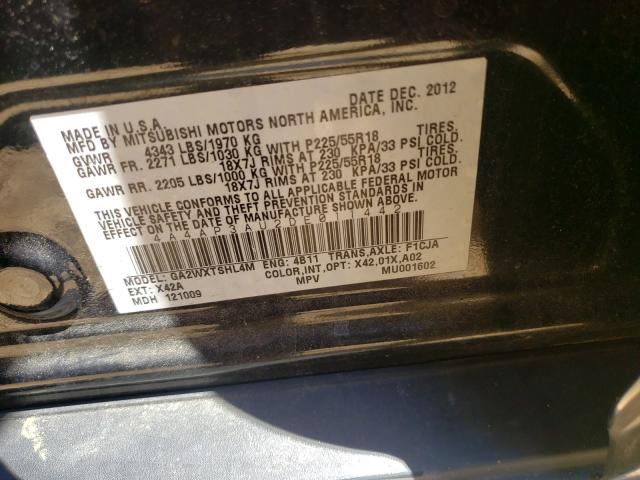 MADE IN U.S.A. DATE DEC. 2012
MFD BY MITSUBISHI MOTORS NORTH AMERICA, INC.
GVWR 4343 LBS/1970 KG
GAWR FR. 2271 LBS/1030 KG WITH P225/55R18 TIRES,
18X7J RIMS AT 230 KPA/33 PSI COLD.
GAWR RR. 2205 LBS/1000 KG WITH P225/55R18 TIRES,
18X7J RIMS AT 230 KPA/33 PSI COLD.
THIS VEHICLE CONFORMS TO ALL APPLICABLE FEDERAL MOTOR
VEHICLE SAFETY AND THEFT PREVENTION STANDARDS IN
EFFECT ON THE DATE OF MANUFACTURE SHOWN ABOVE.
4A4AP3AU2DE011442
MODEL: GA2WXTSHL4M ENG: 4B11 TRANS,AXLE: F1CJA
EXT: X42A COLOR,INT,OPT: X42,01X,A02
MDH 121009 MPV MU001602